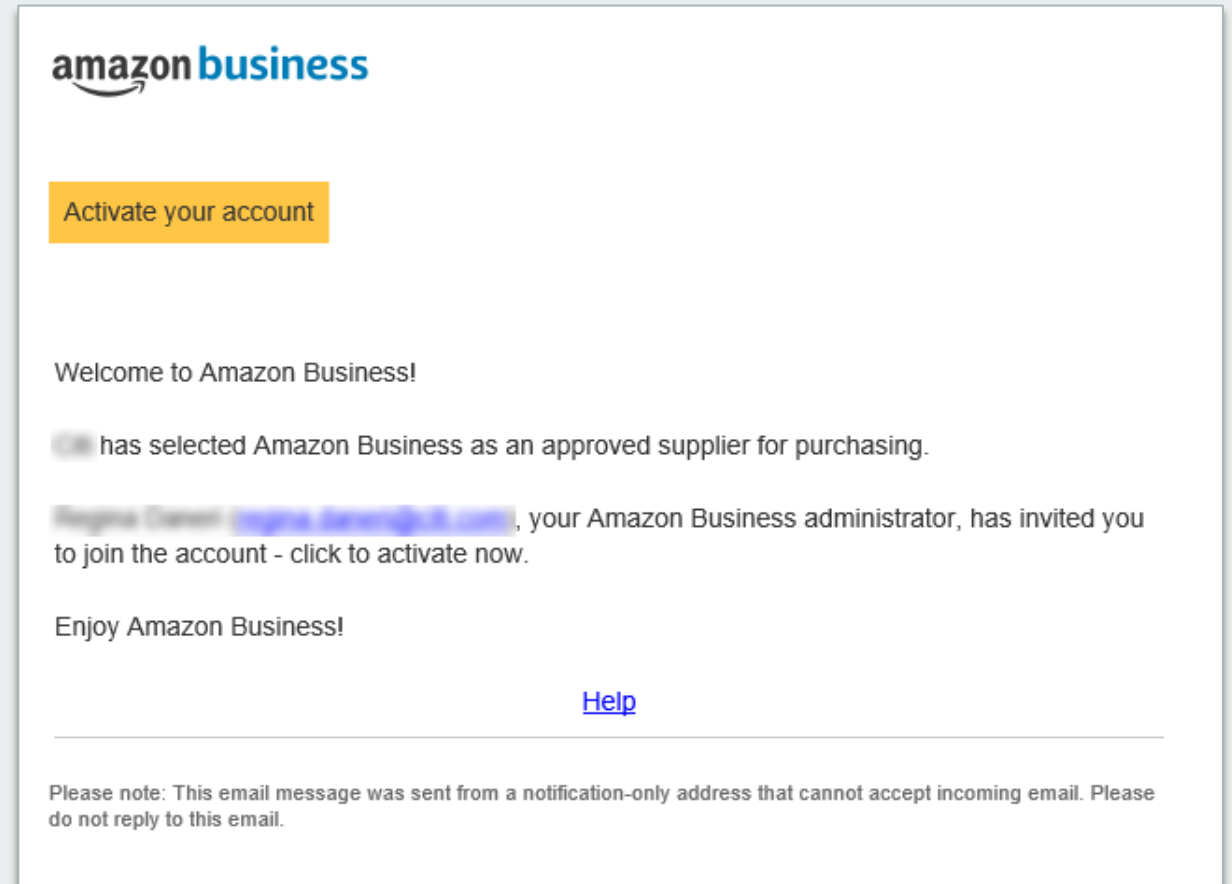 amazon business
Activate your account
Welcome to Amazon Business!
has selected Amazon Business as an approved supplier for purchasing.
, your Amazon Business administrator, has invited you
to join the account - click to activate now.
Enjoy Amazon Business!
Help
Please note: This email message was sent from a notification-only address that cannot accept incoming email. Please
do not reply to this email.